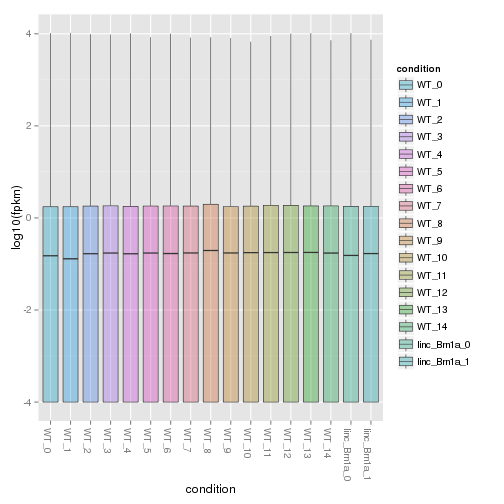 condition
WT_0
WT_1
WT_2
WT_3
WT_4
WT_5
WT_6
WT_7
WT_8
WT_9
WT_10
WT_11
WT_12
WT_13
WT_14
linc_Brn1a_0
linc_Brn1a_1
log10(fpkm)
4
2
0
-2
-4
WT_0
WT_1
WT_2
WT_3
WT_4
WT_5
WT_6
WT_7
WT_8
WT_9
WT_10
WT_11
WT_12
WT_13
WT_14
linc_Brn1a_0
linc_Brn1a_1
condition